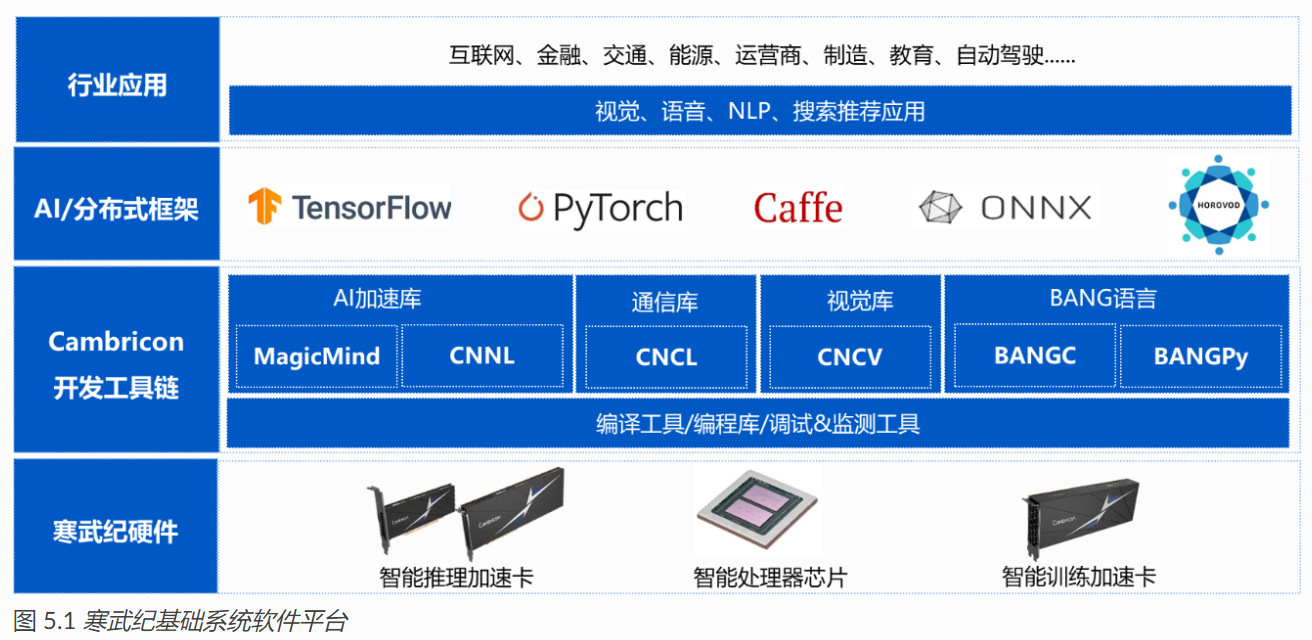 行业应用
互联网、金融、交通、能源、运营商、制造、教育、自动驾驶......
视觉、语音、NLP、搜索推荐应用
AI/分布式框架
TensorFlow
PyTorch
Caffe
ONNX
HOROVOD
Cambricon
开发工具链
AI加速库
MagicMind
CNNL
通信库
CNCL
视觉库
CNCV
BANG语言
BANGC
BANGPy
编译工具/编程库/调试&监测工具
寒武纪硬件
Cambricon
Cambricon
智能推理加速卡
智能处理器芯片
Cambricon
智能训练加速卡
图 5.1 寒武纪基础系统软件平台